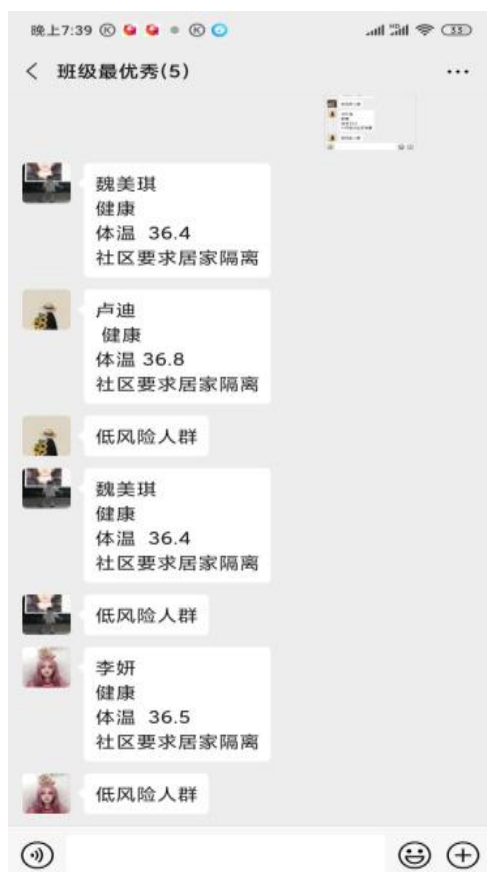 晚上7:39
33
班级最优秀(5)
魏美琪
健康
体温 36.4
社区要求居家隔离
卢迪
健康
体温 36.8
社区要求居家隔离
低风险人群
魏美琪
健康
体温 36.4
社区要求居家隔离
低风险人群
李妍
健康
体温 36.5
社区要求居家隔离
低风险人群